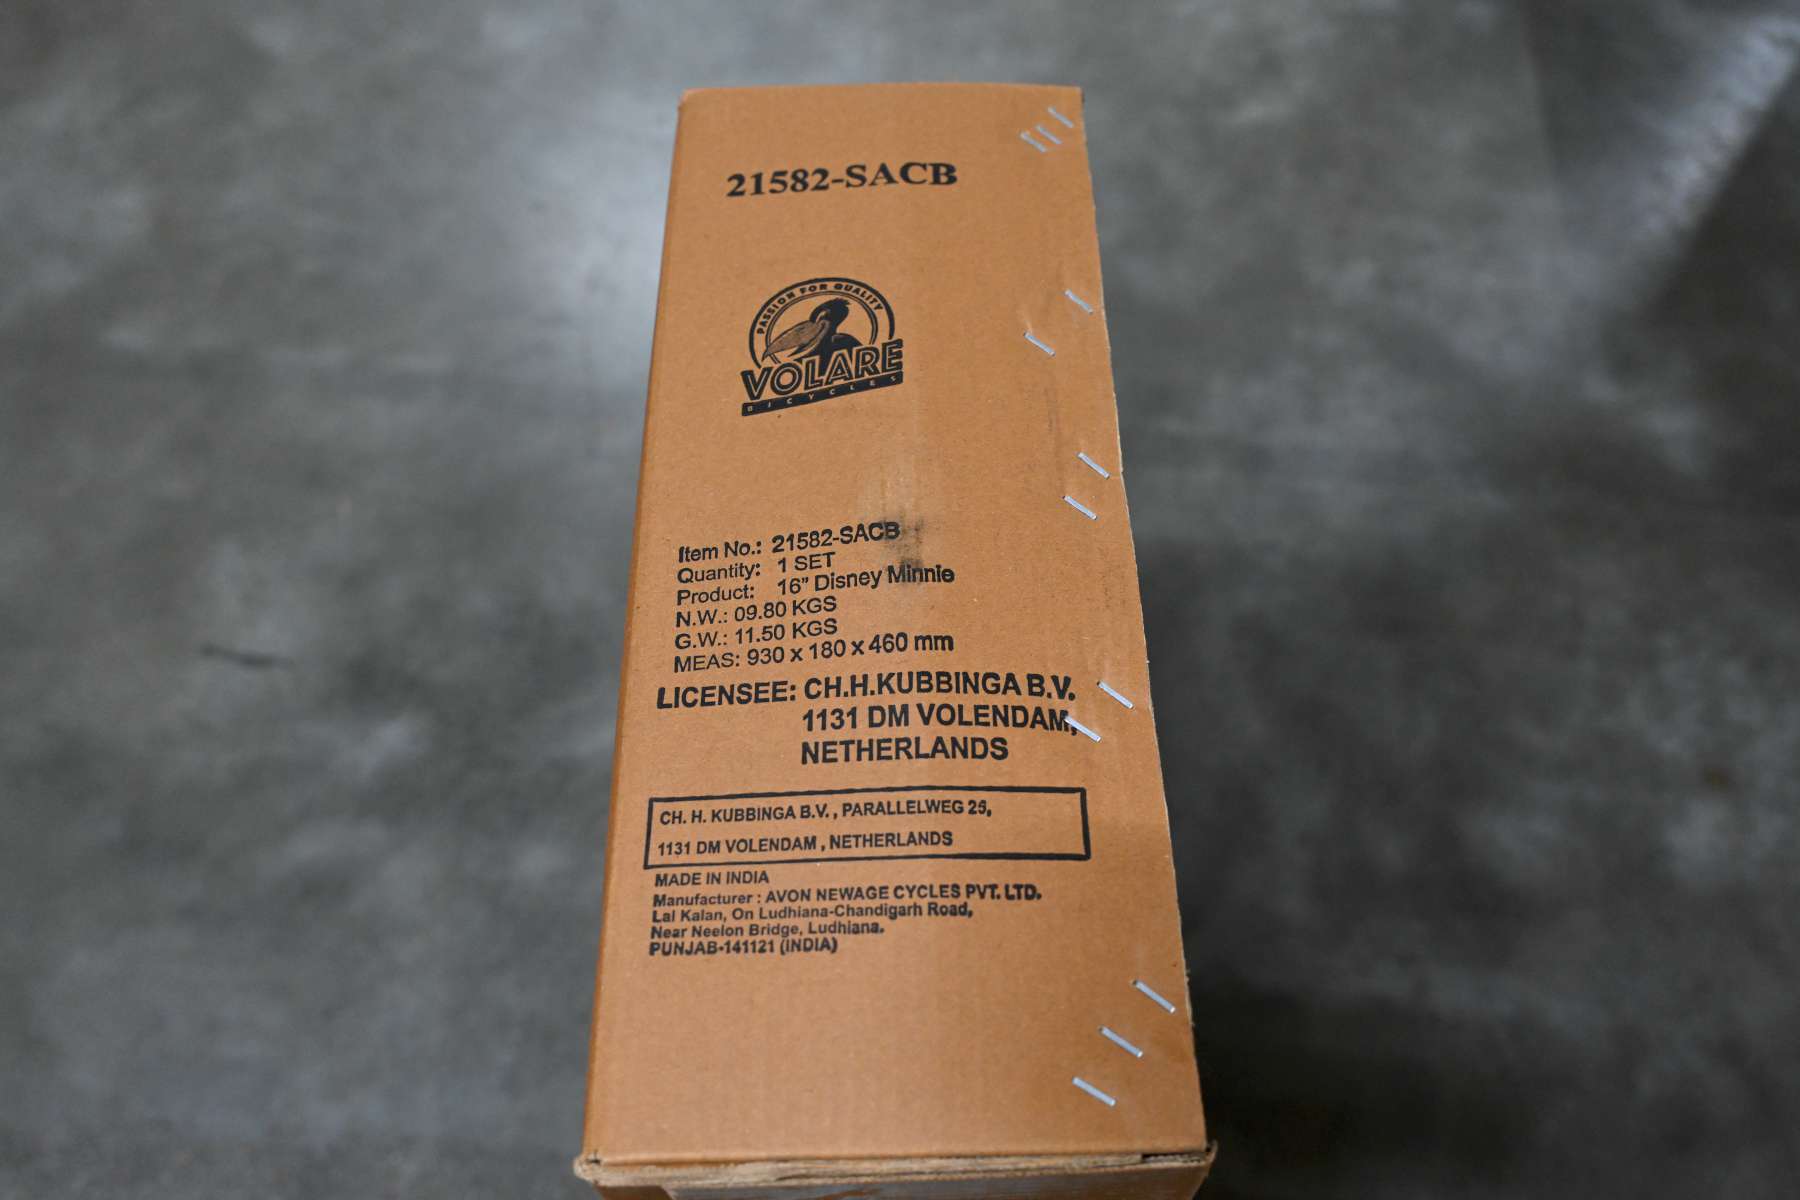 21582-SACB
PASSION FOR QUALITY
VOLARE
BICYCLES
Item No.: 21582-SACB
Quantity: 1 SET
Product: 16” Disney Minnie
N.W.: 09.80 KGS
G.W.: 11.50 KGS
MEAS: 930 x 180 x 460 mm
LICENSEE: CH.H.KUBBINGA B.V.
1131 DM VOLENDAM,
NETHERLANDS
CH. H. KUBBINGA B.V. , PARALLELWEG 25,
1131 DM VOLENDAM , NETHERLANDS
MADE IN INDIA
Manufacturer : AVON NEWAGE CYCLES PVT. LTD.
Lal Kalan, On Ludhiana-Chandigarh Road,
Near Neelon Bridge, Ludhiana.
PUNJAB-141121 (INDIA)